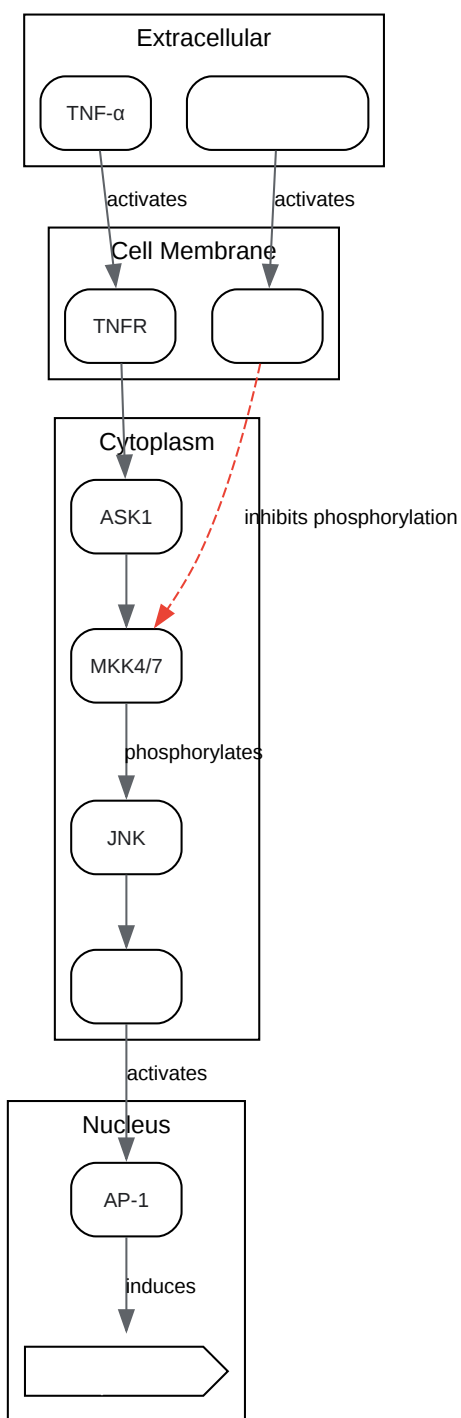 Extracellular
TNF-α
activates
activates
Cell Membrane
TNFR
Cytoplasm
ASK1
inhibits phosphorylation
MKK4/7
phosphorylates
JNK
activates
Nucleus
AP-1
induces